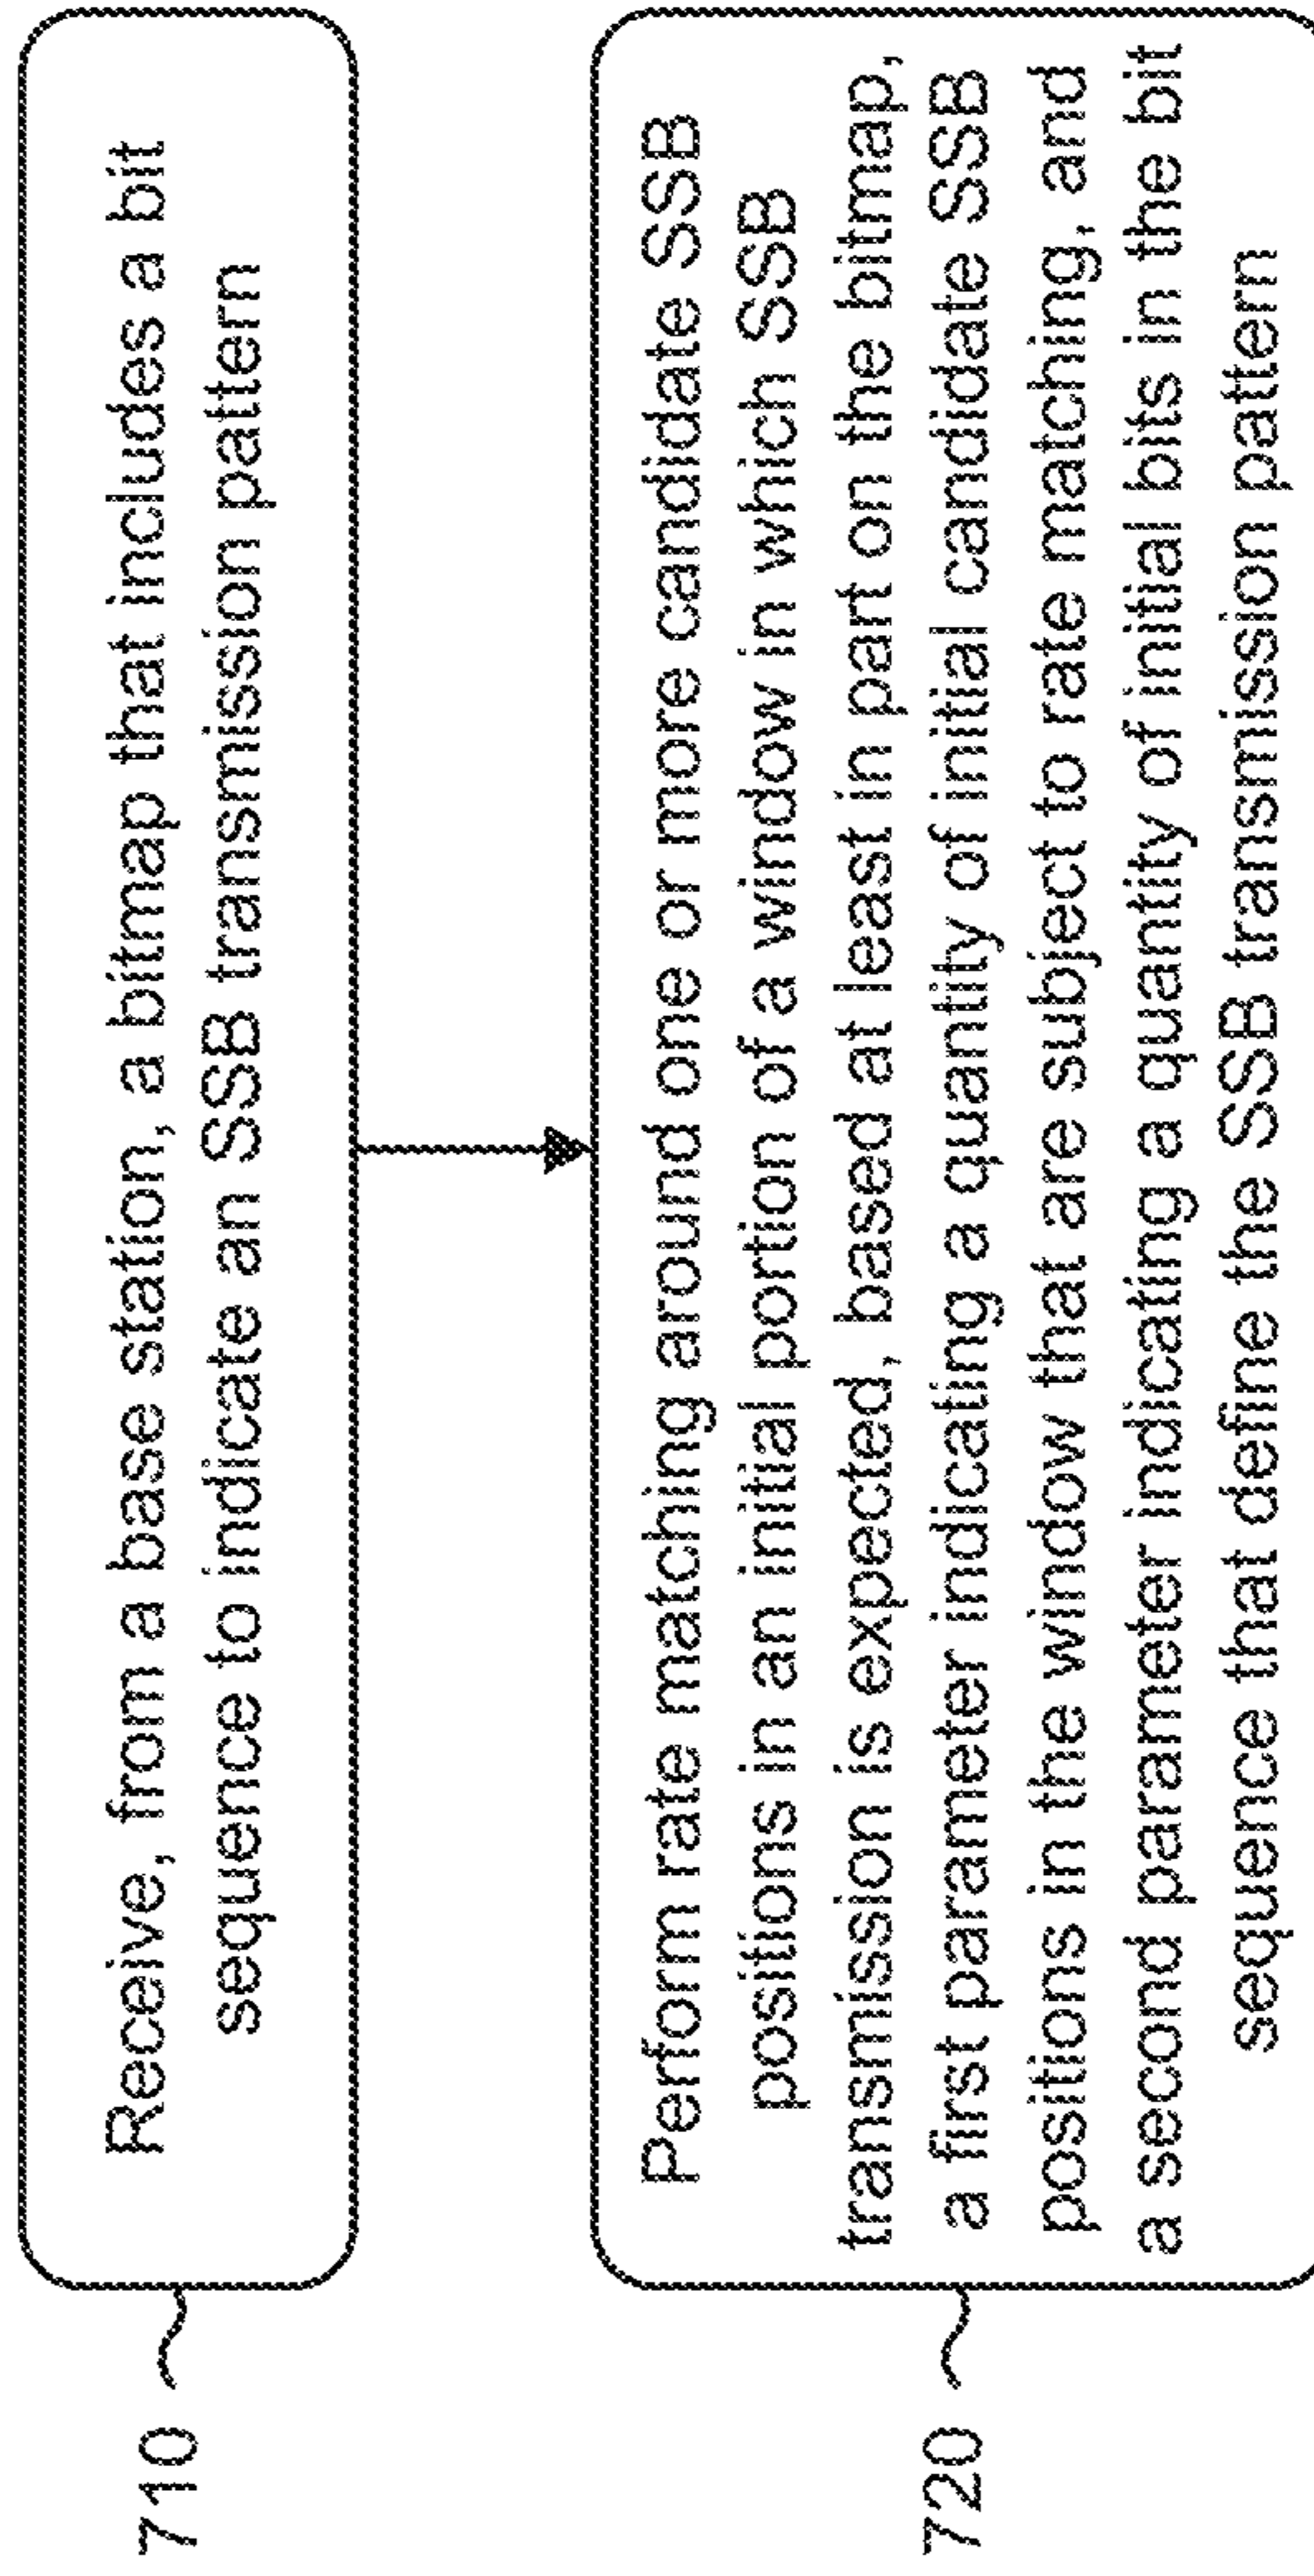 710
Receive, from a base station, a bitmap that includes a bit
sequence to indicate an SSB transmission pattern
720
Perform rate matching around one or more candidate SSB
positions in an initial portion of a window in which SSB
transmission is expected, based at least in part on the bitmap,
a first parameter indicating a quantity of initial candidate SSB
positions in the window that are subject to rate matching, and
a second parameter indicating a quantity of initial bits in the bit
sequence that define the SSB transmission pattern